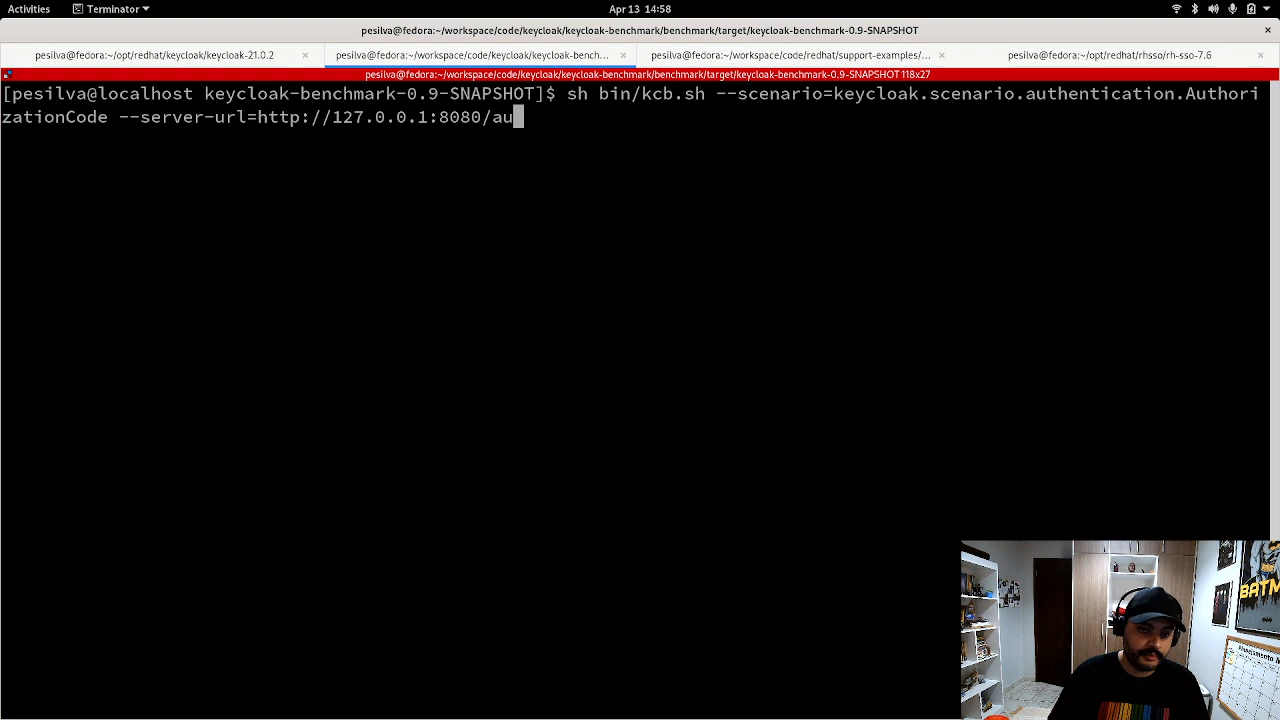 Activities
Terminator
Apr 13 14:58
pesilva@fedora:~/workspace/code/keycloak/keycloak-benchmark/benchmark/target/keycloak-benchmark-0.9-SNAPSHOT
pesilva@fedora:~/opt/redhat/keycloak/keycloak-21.0.2
pesilva@fedora:~/workspace/code/keycloak/keycloak-bench...
pesilva@fedora:~/workspace/code/redhat/support-examples/...
pesilva@fedora:~/opt/redhat/rhsso/rh-sso-7.6
pesilva@fedora:~/workspace/code/keycloak/keycloak-benchmark/benchmark/target/keycloak-benchmark-0.9-SNAPSHOT 118x27
[pesilva@localhost keycloak-benchmark-0.9-SNAPSHOT]$ sh bin/kcb.sh --scenario=keycloak.scenario.authentication.Authori
zationCode --server-url=http://127.0.0.1:8080/au
BATM